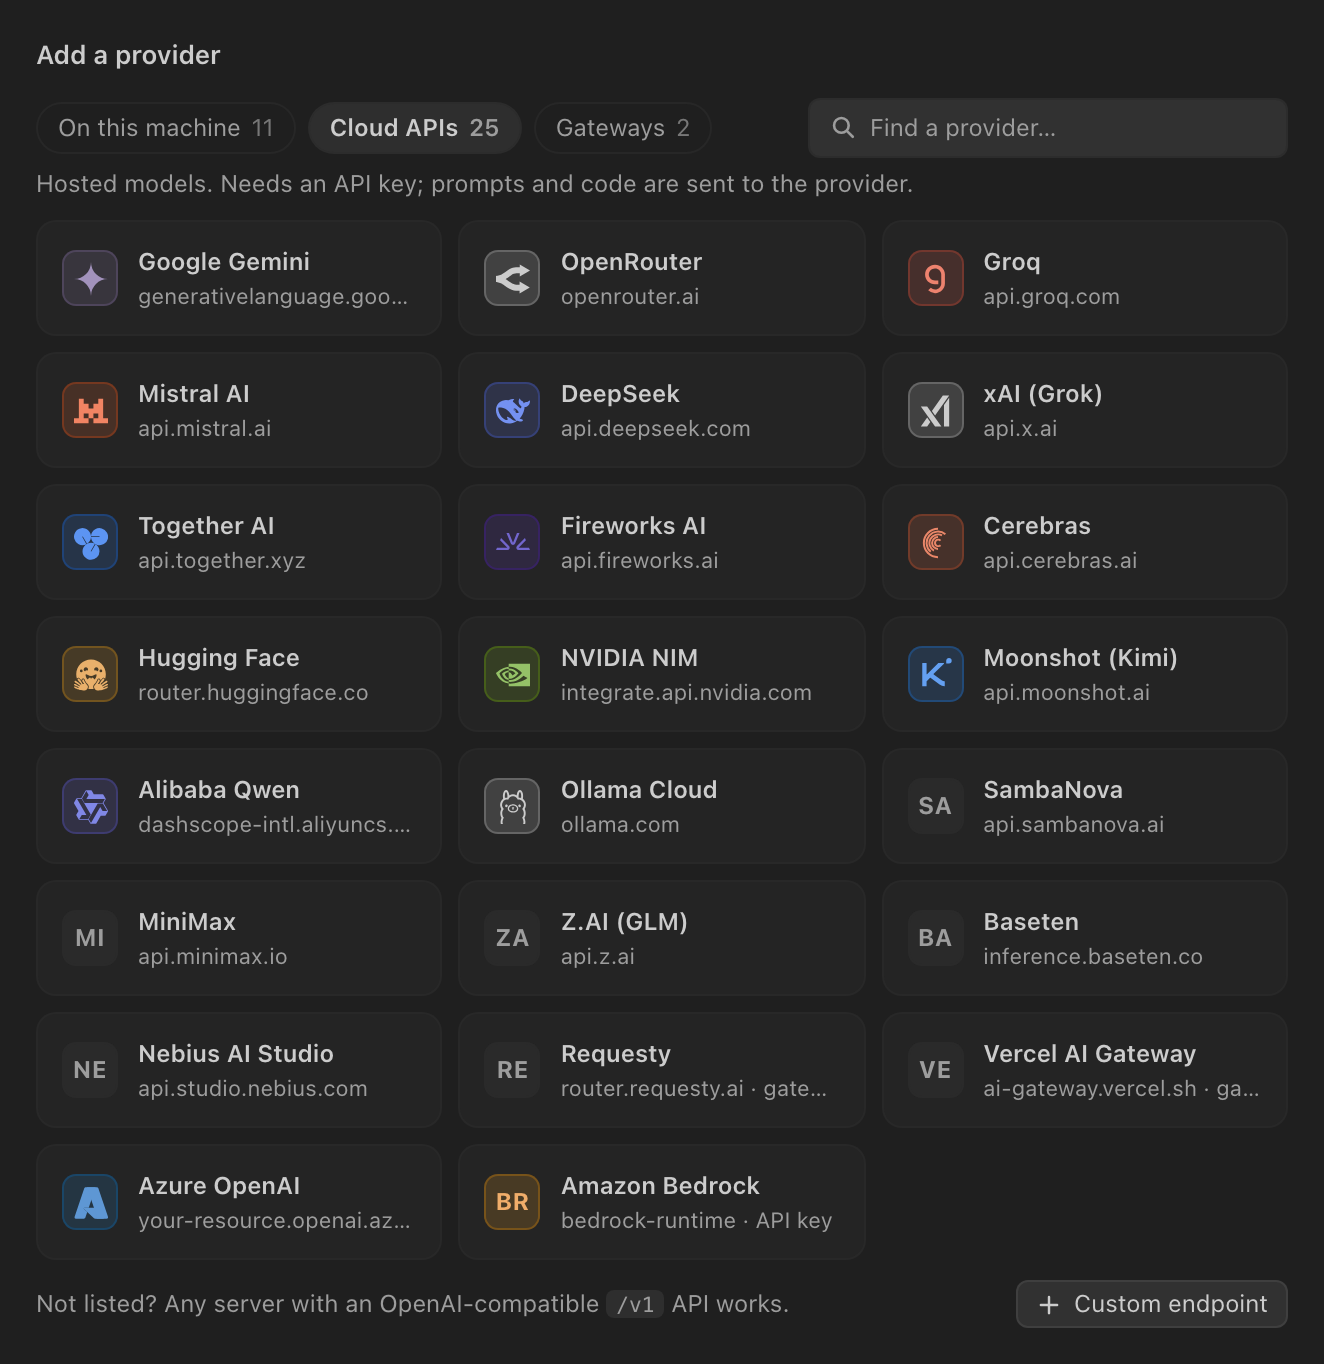 Add a provider
On this machine 11
Cloud APIs 25
Gateways 2
Find a provider...
Hosted models. Needs an API key; prompts and code are sent to the provider.
Google Gemini
generativelanguage.goo...
OpenRouter
openrouter.ai
Groq
api.groq.com
Mistral AI
api.mistral.ai
DeepSeek
api.deepseek.com
xAI (Grok)
api.x.ai
Together AI
api.together.xyz
Fireworks AI
api.fireworks.ai
Cerebras
api.cerebras.ai
Hugging Face
router.huggingface.co
NVIDIA NIM
integrate.api.nvidia.com
Moonshot (Kimi)
api.moonshot.ai
Alibaba Qwen
dashscope-intl.aliyuncs....
Ollama Cloud
ollama.com
SA
SambaNova
api.sambanova.ai
MI
MiniMax
api.minimax.io
ZA
Z.AI (GLM)
api.z.ai
BA
Baseten
inference.baseten.co
NE
Nebius AI Studio
api.studio.nebius.com
RE
Requesty
router.requesty.ai · gate...
VE
Vercel AI Gateway
ai-gateway.vercel.sh · ga...
Azure OpenAI
your-resource.openai.az...
BR
Amazon Bedrock
bedrock-runtime · API key
Not listed? Any server with an OpenAI-compatible /v1 API works.
+ Custom endpoint